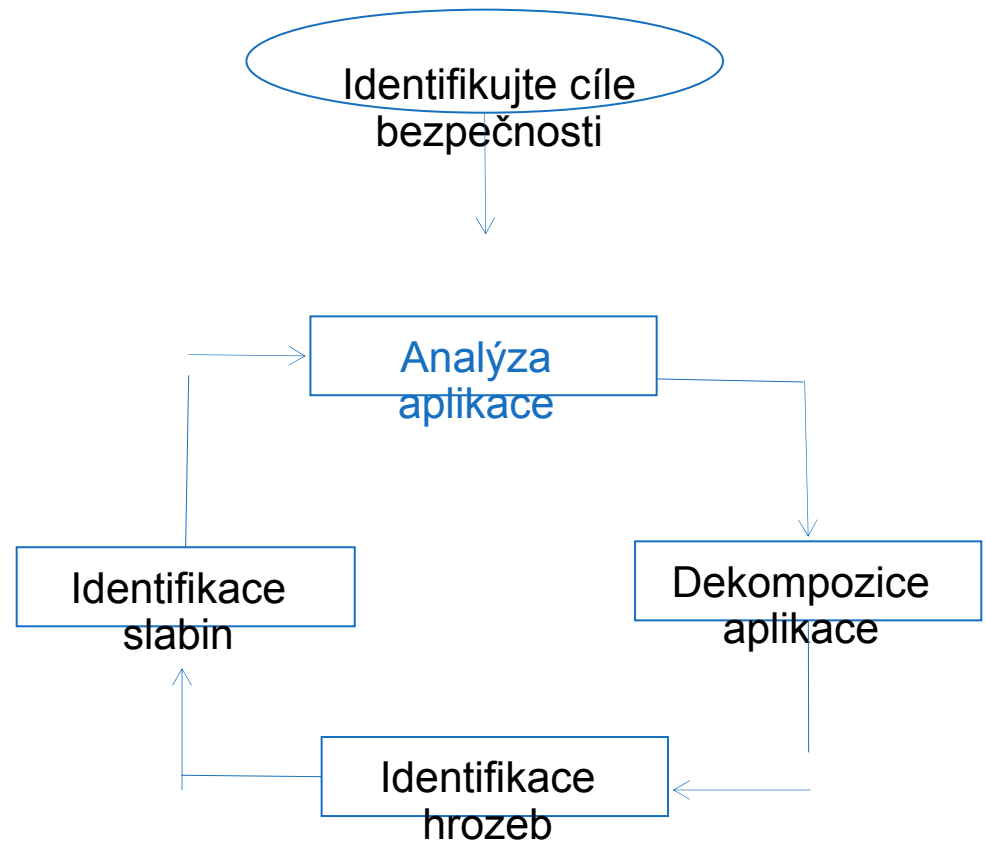 Identifikujte cíle
bezpečnosti
Analýza
aplikace
Dekompozice
aplikace
Identifikace
hrozeb
Identifikace
slabin